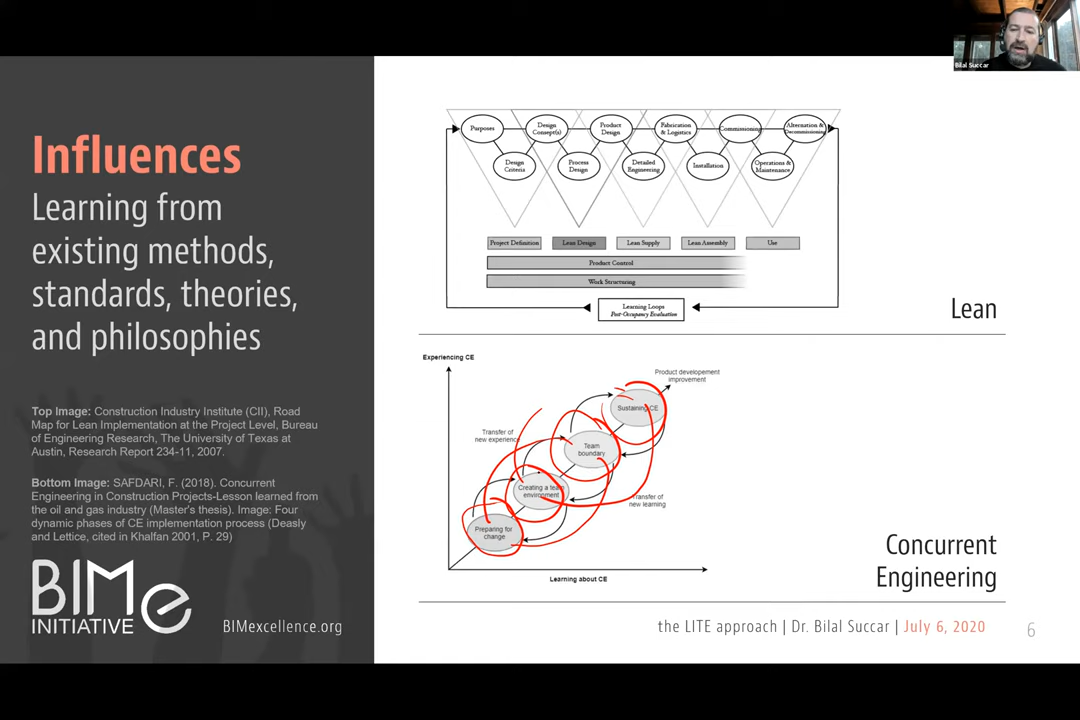 Bilal Succar
Influences
Learning from
existing methods,
standards, theories,
and philosophies
Top Image: Construction Industry Institute (CII), Road
Map for Lean Implementation at the Project Level, Bureau
of Engineering Research, The University of Texas at
Austin, Research Report 234-11, 2007.
Bottom Image: SAFDARI, F. (2018). Concurrent
Engineering in Construction Projects-Lesson learned from
the oil and gas industry (Master's thesis). Image: Four
dynamic phases of CE implementation process (Deasly
and Lettice, cited in Khalfan 2001, P. 29)
BIMe
INITIATIVE
BIMexcellence.org
Purposes
Design
Concept(s)
Product
Design
Fabrication
& Logistics
Commissioning
Alternation &
Decommissioning
Design
Criteria
Process
Design
Detailed
Engineering
Installation
Operations &
Maintenance
Project Definition
Lean Design
Lean Supply
Lean Assembly
Use
Product Control
Work Structuring
Learning Loops
Post-Occupancy Evaluation
Lean
Experiencing CE
Product developement
improvement
Sustaining CE
Transfer of
new experience
Team
boundary
Creating a team
environment
Transfer of
new learning
Preparing for
change
Learning about CE
Concurrent
Engineering
the LITE approach | Dr. Bilal Succar | July 6, 2020
6